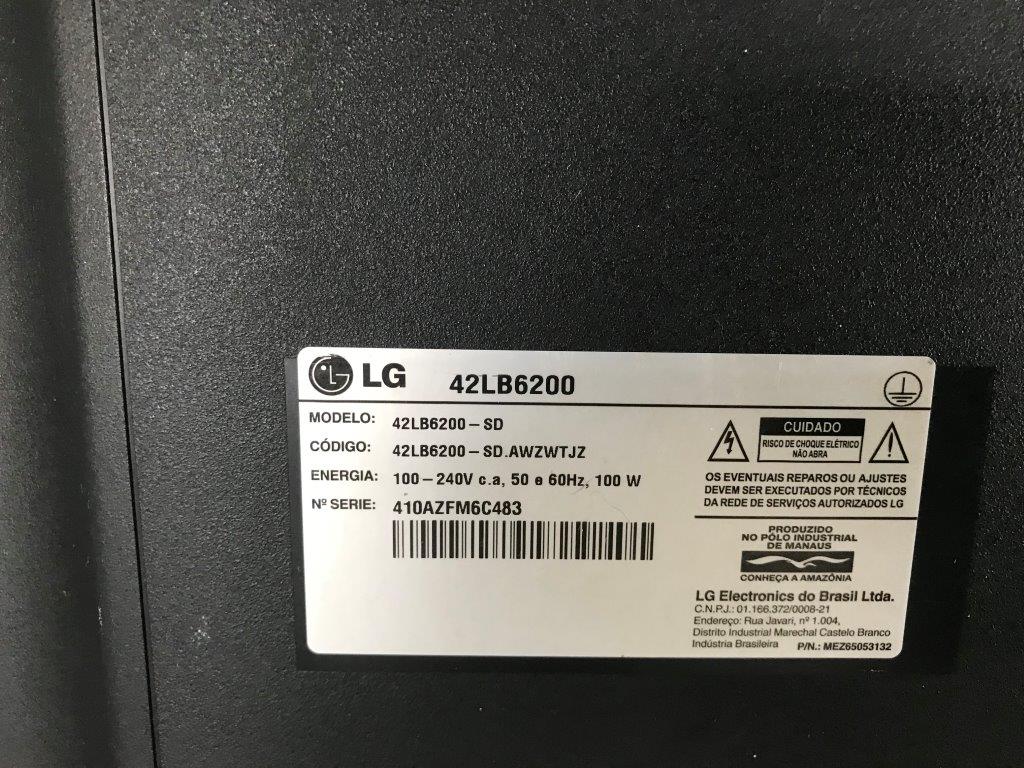 LG 42LB6200
MODELO: 42LB6200-SD
CÓDIGO: 42LB6200-SD.AWZWTJZ
ENERGIA: 100-240V c.a, 50 e 60Hz, 100 W
Nº SERIE: 410AZFM6C483
CUIDADO
RISCO DE CHOQUE ELÉTRICO
NÃO ABRA
OS EVENTUAIS REPAROS OU AJUSTES
DEVEM SER EXECUTADOS POR TÉCNICOS
DA REDE DE SERVIÇOS AUTORIZADOS LG
PRODUZIDO
NO PÓLO INDUSTRIAL
DE MANAUS
CONHEÇA A AMAZÔNIA
LG Electronics do Brasil Ltda.
C.N.P.J.: 01.166.372/0008-21
Endereço: Rua Javari, nº 1.004,
Distrito Industrial Marechal Castelo Branco
Indústria Brasileira P/N.: MEZ65053132